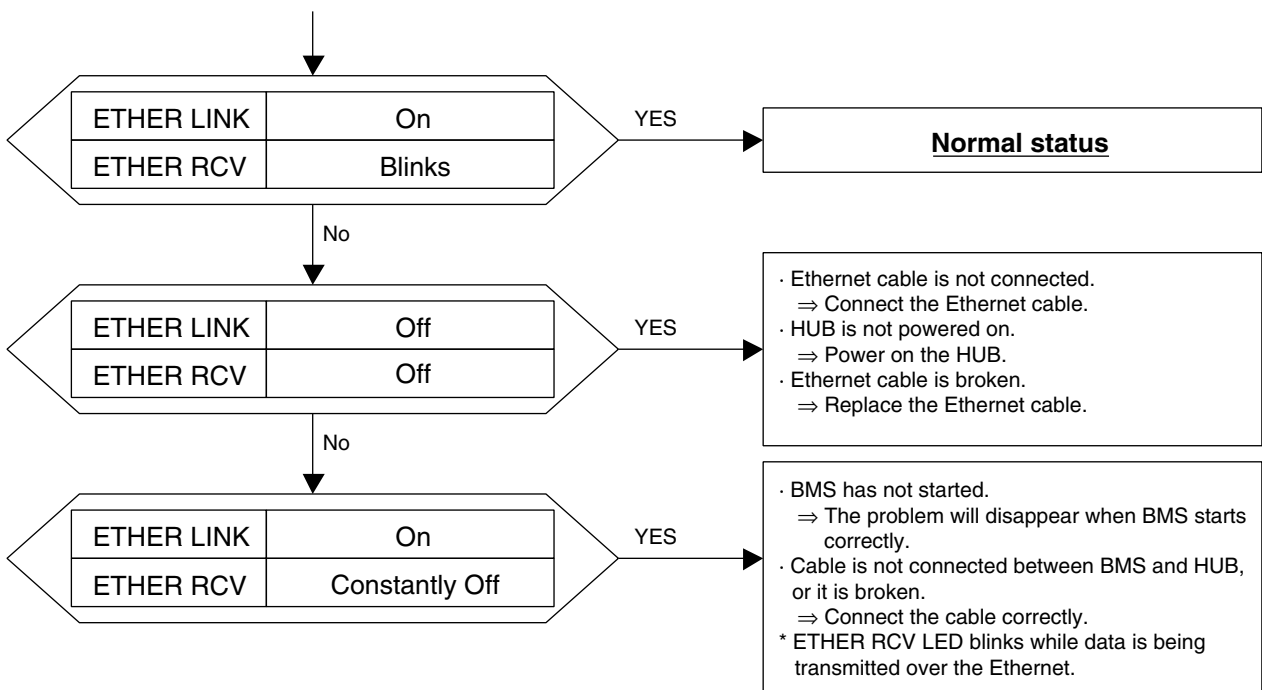 ETHER LINK On
ETHER RCV Blinks
YES
Normal status
No
ETHER LINK Off
ETHER RCV Off
YES
· Ethernet cable is not connected.
⇒ Connect the Ethernet cable.
· HUB is not powered on.
⇒ Power on the HUB.
· Ethernet cable is broken.
⇒ Replace the Ethernet cable.
No
ETHER LINK On
ETHER RCV Constantly Off
YES
· BMS has not started.
⇒ The problem will disappear when BMS starts
correctly.
· Cable is not connected between BMS and HUB,
or it is broken.
⇒ Connect the cable correctly.
* ETHER RCV LED blinks while data is being
transmitted over the Ethernet.